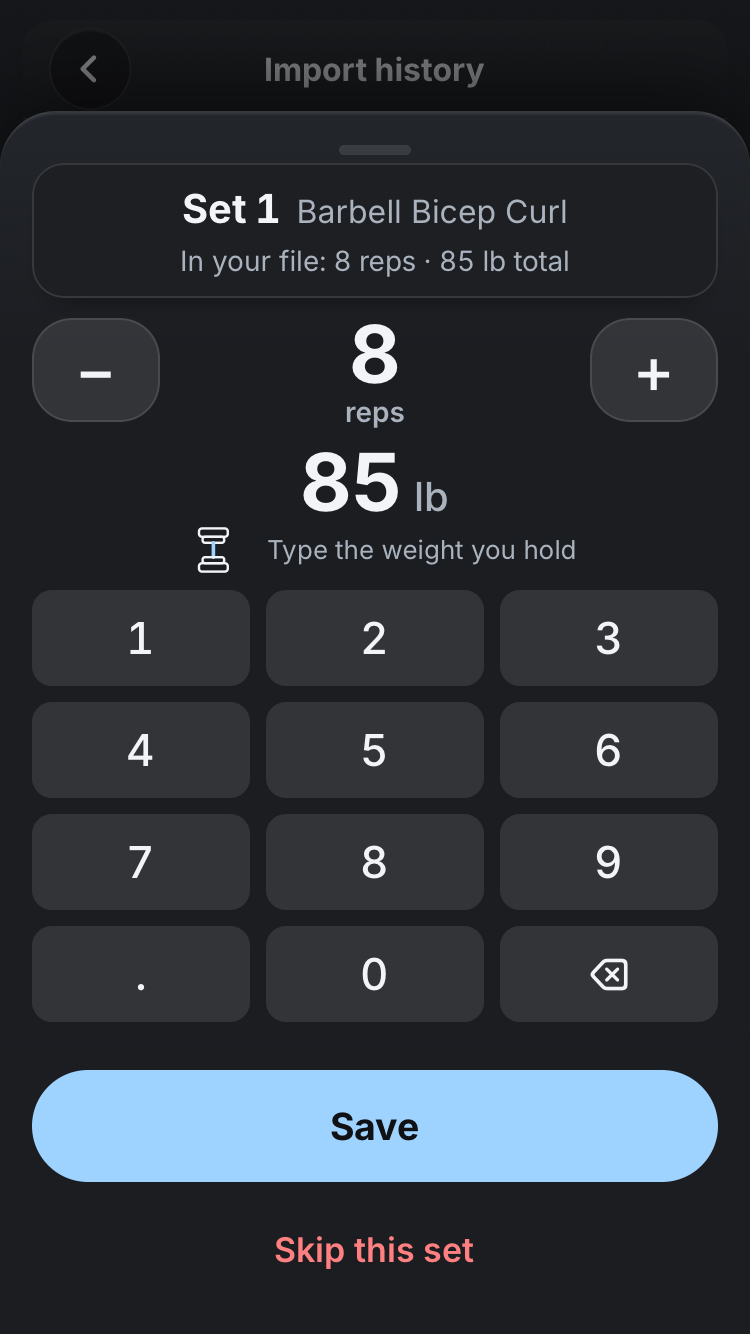 Import history
Set 1 Barbell Bicep Curl
In your file: 8 reps · 85 lb total
− 8 +
reps
85 lb
Type the weight you hold
1 2 3
4 5 6
7 8 9
. 0
Save
Skip this set